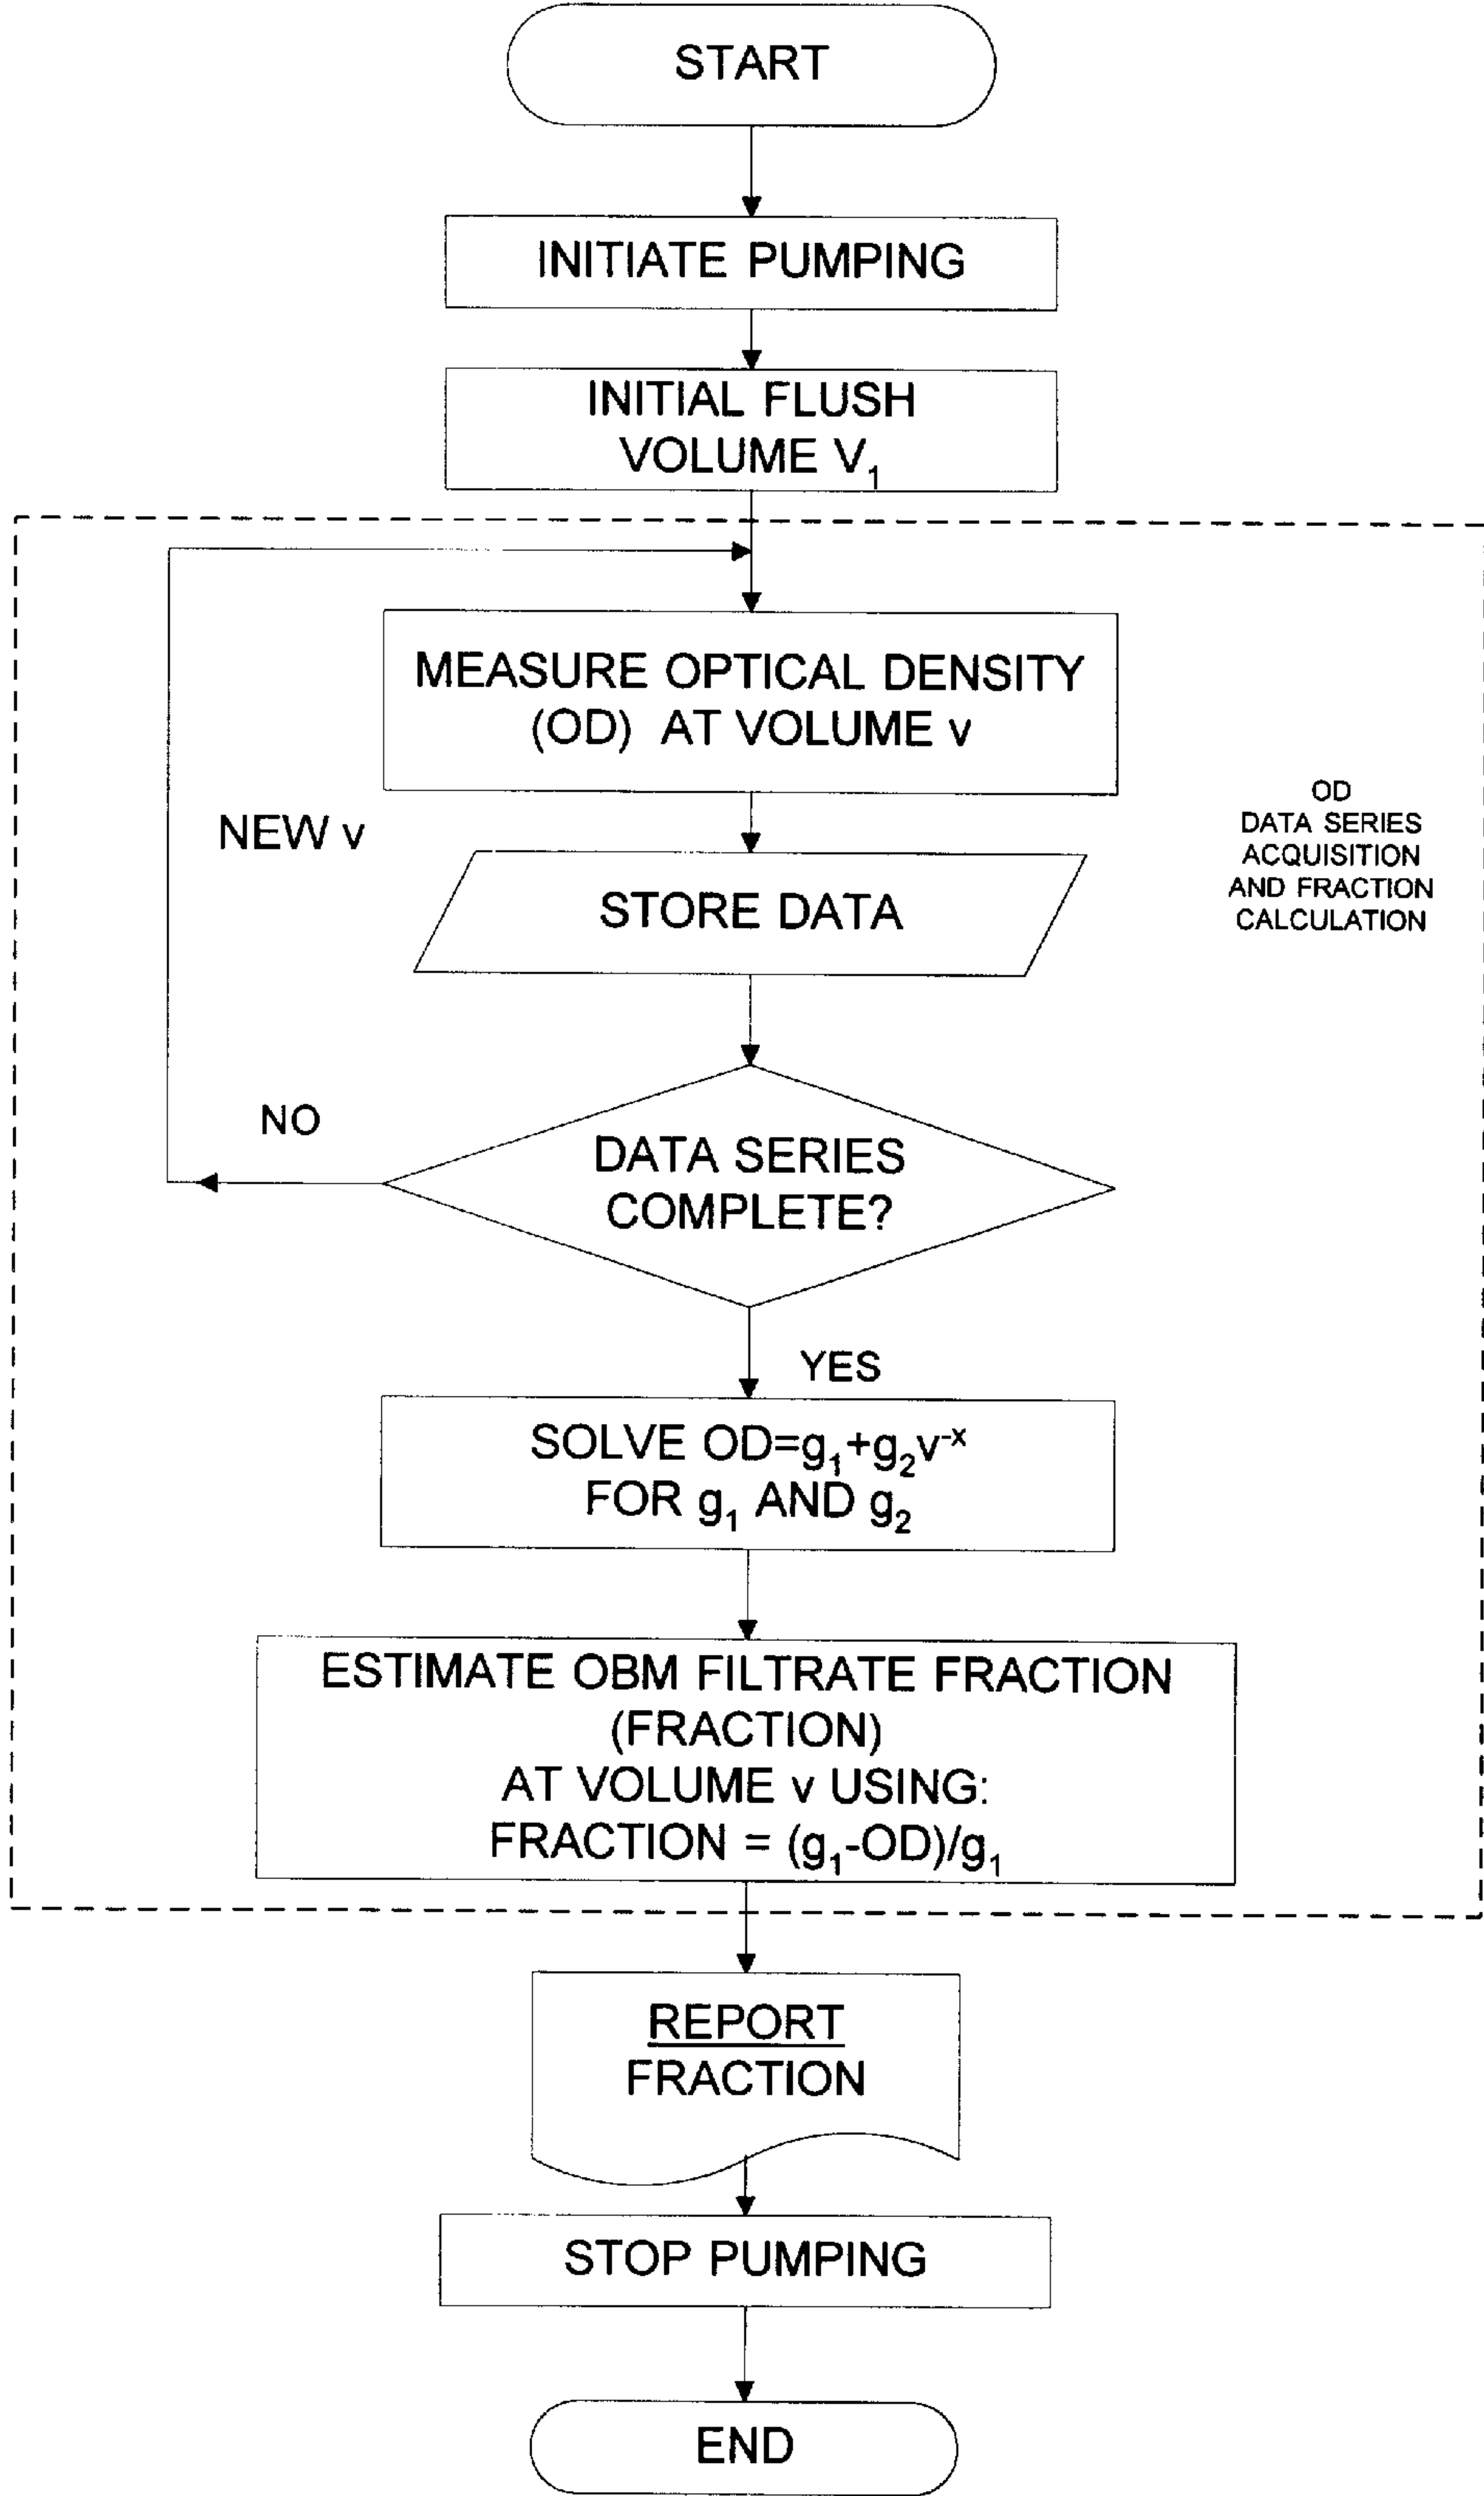 START
INITIATE PUMPING
INITIAL FLUSH
VOLUME V₁
MEASURE OPTICAL DENSITY
(OD) AT VOLUME v
NEW v
OD
DATA SERIES
ACQUISITION
AND FRACTION
CALCULATION
STORE DATA
NO
DATA SERIES
COMPLETE?
YES
SOLVE OD=g₁+g₂v⁻ˣ
FOR g₁ AND g₂
ESTIMATE OBM FILTRATE FRACTION
(FRACTION)
AT VOLUME v USING:
FRACTION = (g₁-OD)/g₁
REPORT
FRACTION
STOP PUMPING
END